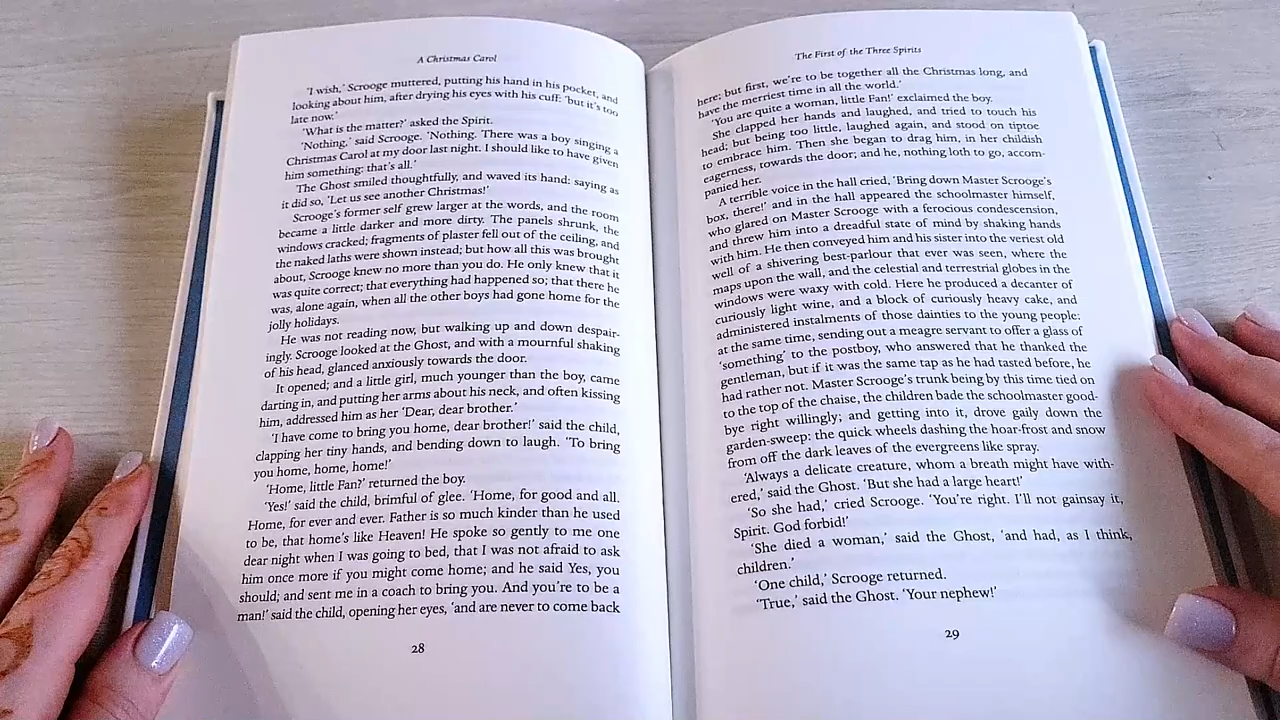 A Christmas Carol
'I wish,' Scrooge muttered, putting his hand in his pocket, and
looking about him, after drying his eyes with his cuff: 'but it's too
late now.'
'What is the matter?' asked the Spirit.
'Nothing,' said Scrooge. 'Nothing. There was a boy singing a
Christmas Carol at my door last night. I should like to have given
him something: that's all.'
The Ghost smiled thoughtfully, and waved its hand: saying as
it did so, 'Let us see another Christmas!'
Scrooge's former self grew larger at the words, and the room
became a little darker and more dirty. The panels shrunk, the
windows cracked; fragments of plaster fell out of the ceiling, and
the naked laths were shown instead; but how all this was brought
about, Scrooge knew no more than you do. He only knew that it
was quite correct; that everything had happened so; that there he
was, alone again, when all the other boys had gone home for the
jolly holidays.
He was not reading now, but walking up and down despair-
ingly. Scrooge looked at the Ghost, and with a mournful shaking
of his head, glanced anxiously towards the door.
It opened; and a little girl, much younger than the boy, came
darting in, and putting her arms about his neck, and often kissing
him, addressed him as her 'Dear, dear brother.'
'I have come to bring you home, dear brother!' said the child,
clapping her tiny hands, and bending down to laugh. 'To bring
you home, home, home!'
'Home, little Fan?' returned the boy.
'Yes!' said the child, brimful of glee. 'Home, for good and all.
Home, for ever and ever. Father is so much kinder than he used
to be, that home's like Heaven! He spoke so gently to me one
dear night when I was going to bed, that I was not afraid to ask
him once more if you might come home; and he said Yes, you
should; and sent me in a coach to bring you. And you're to be a
man!' said the child, opening her eyes, 'and are never to come back
28
The First of the Three Spirits
here; but first, we're to be together all the Christmas long, and
have the merriest time in all the world.'
'You are quite a woman, little Fan!' exclaimed the boy.
She clapped her hands and laughed, and tried to touch his
head; but being too little, laughed again, and stood on tiptoe
to embrace him. Then she began to drag him, in her childish
eagerness, towards the door; and he, nothing loth to go, accom-
panied her.
A terrible voice in the hall cried, 'Bring down Master Scrooge's
box, there!' and in the hall appeared the schoolmaster himself,
who glared on Master Scrooge with a ferocious condescension,
and threw him into a dreadful state of mind by shaking hands
with him. He then conveyed him and his sister into the veriest old
well of a shivering best-parlour that ever was seen, where the
maps upon the wall, and the celestial and terrestrial globes in the
windows were waxy with cold. Here he produced a decanter of
curiously light wine, and a block of curiously heavy cake, and
administered instalments of those dainties to the young people:
at the same time, sending out a meagre servant to offer a glass of
'something' to the postboy, who answered that he thanked the
gentleman, but if it was the same tap as he had tasted before, he
had rather not. Master Scrooge's trunk being by this time tied on
to the top of the chaise, the children bade the schoolmaster good-
bye right willingly; and getting into it, drove gaily down the
garden-sweep: the quick wheels dashing the hoar-frost and snow
from off the dark leaves of the evergreens like spray.
'Always a delicate creature, whom a breath might have with-
ered,' said the Ghost. 'But she had a large heart!'
'So she had,' cried Scrooge. 'You're right. I'll not gainsay it,
Spirit. God forbid!'
'She died a woman,' said the Ghost, 'and had, as I think,
children.'
'One child,' Scrooge returned.
'True,' said the Ghost. 'Your nephew!'
29